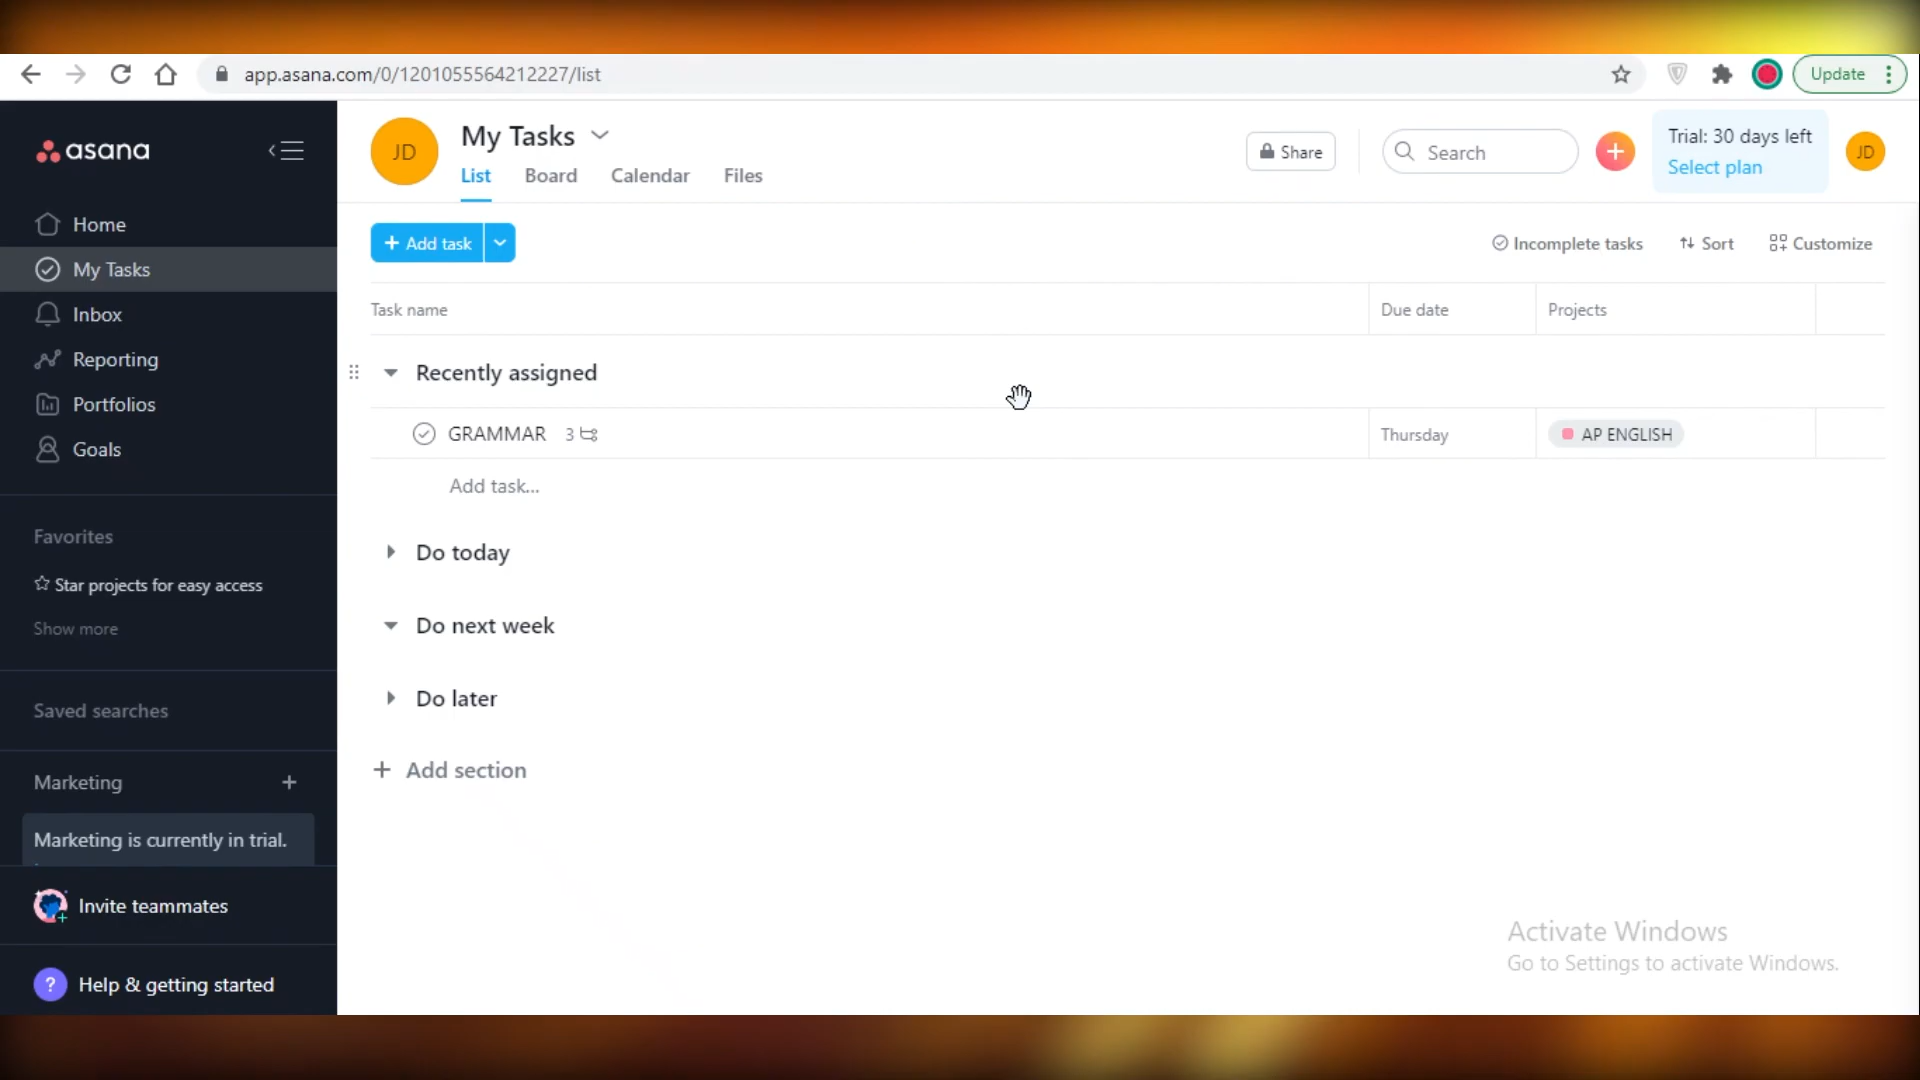 app.asana.com/0/1201055564212227/list
Update
asana
JD
My Tasks
Share
Search
Trial: 30 days left
Select plan
JD
List
Board
Calendar
Files
Home
My Tasks
Inbox
Reporting
Portfolios
Goals
Favorites
Star projects for easy access
Show more
Saved searches
Marketing
Marketing is currently in trial.
Invite teammates
? Help & getting started
+ Add task
Incomplete tasks
Sort
Customize
Task name
Due date
Projects
Recently assigned
GRAMMAR 3
Thursday
AP ENGLISH
Add task...
Do today
Do next week
Do later
+ Add section
Activate Windows
Go to Settings to activate Windows.